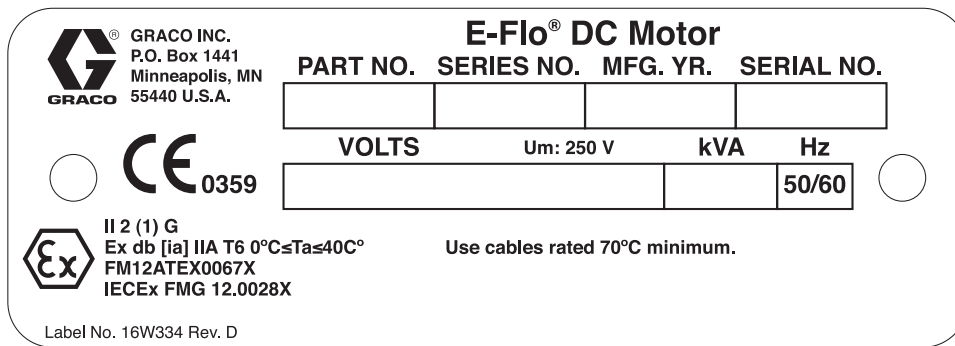 E-Flo® DC Motor
GRACO INC.
P.O. Box 1441
Minneapolis, MN
55440 U.S.A.
® 
GRACO
PART NO. SERIES NO. MFG. YR. SERIAL NO.
VOLTS Um: 250 V kVA Hz
50/60
CE 0359
II 2 (1) G
Ex db [ia] IIA T6 0°C≤Ta≤40C°
FM12ATEX0067X
IECEx FMG 12.0028X
Ex
Use cables rated 70°C minimum.
Label No. 16W334 Rev. D